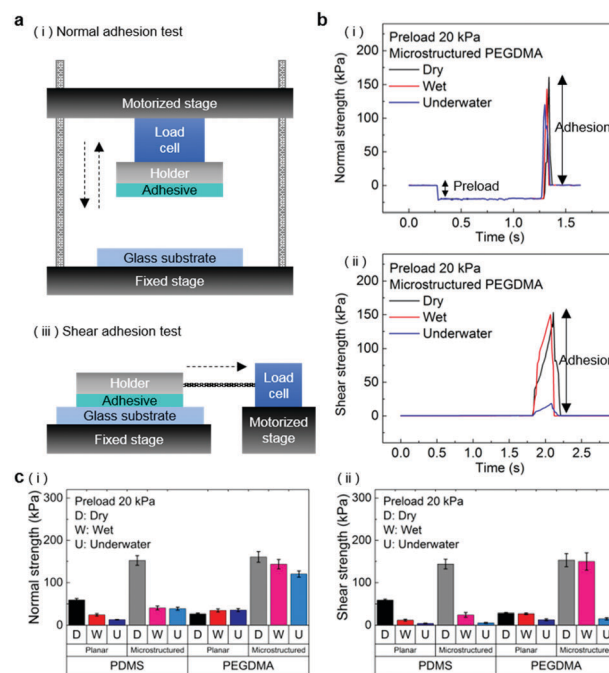 a
( i ) Normal adhesion test
Motorized stage
Load
cell
Holder
Adhesive
Glass substrate
Fixed stage
(iii) Shear adhesion test
Holder
Adhesive
Glass substrate
Fixed stage
Load
cell
Motorized
stage
b
( i )
Preload 20 kPa
Microstructured PEGDMA
Dry
Wet
Underwater
Adhesion
Preload
Normal strength (kPa)
200
150
100
50
0
-50
0.0 0.5 1.0 1.5
Time (s)
( ii )
Preload 20 kPa
Microstructured PEGDMA
Dry
Wet
Underwater
Adhesion
Shear strength (kPa)
200
150
100
50
0
0.0 0.5 1.0 1.5 2.0 2.5
Time (s)
c ( i )
Preload 20 kPa
D: Dry
W: Wet
U: Underwater
Normal strength (kPa)
300
200
100
0
D W U D W U D W U D W U
Planar Microstructured Planar Microstructured
PDMS PEGDMA
( ii )
Preload 20 kPa
D: Dry
W: Wet
U: Underwater
Shear strength (kPa)
300
200
100
0
D W U D W U D W U D W U
Planar Microstructured Planar Microstructured
PDMS PEGDMA